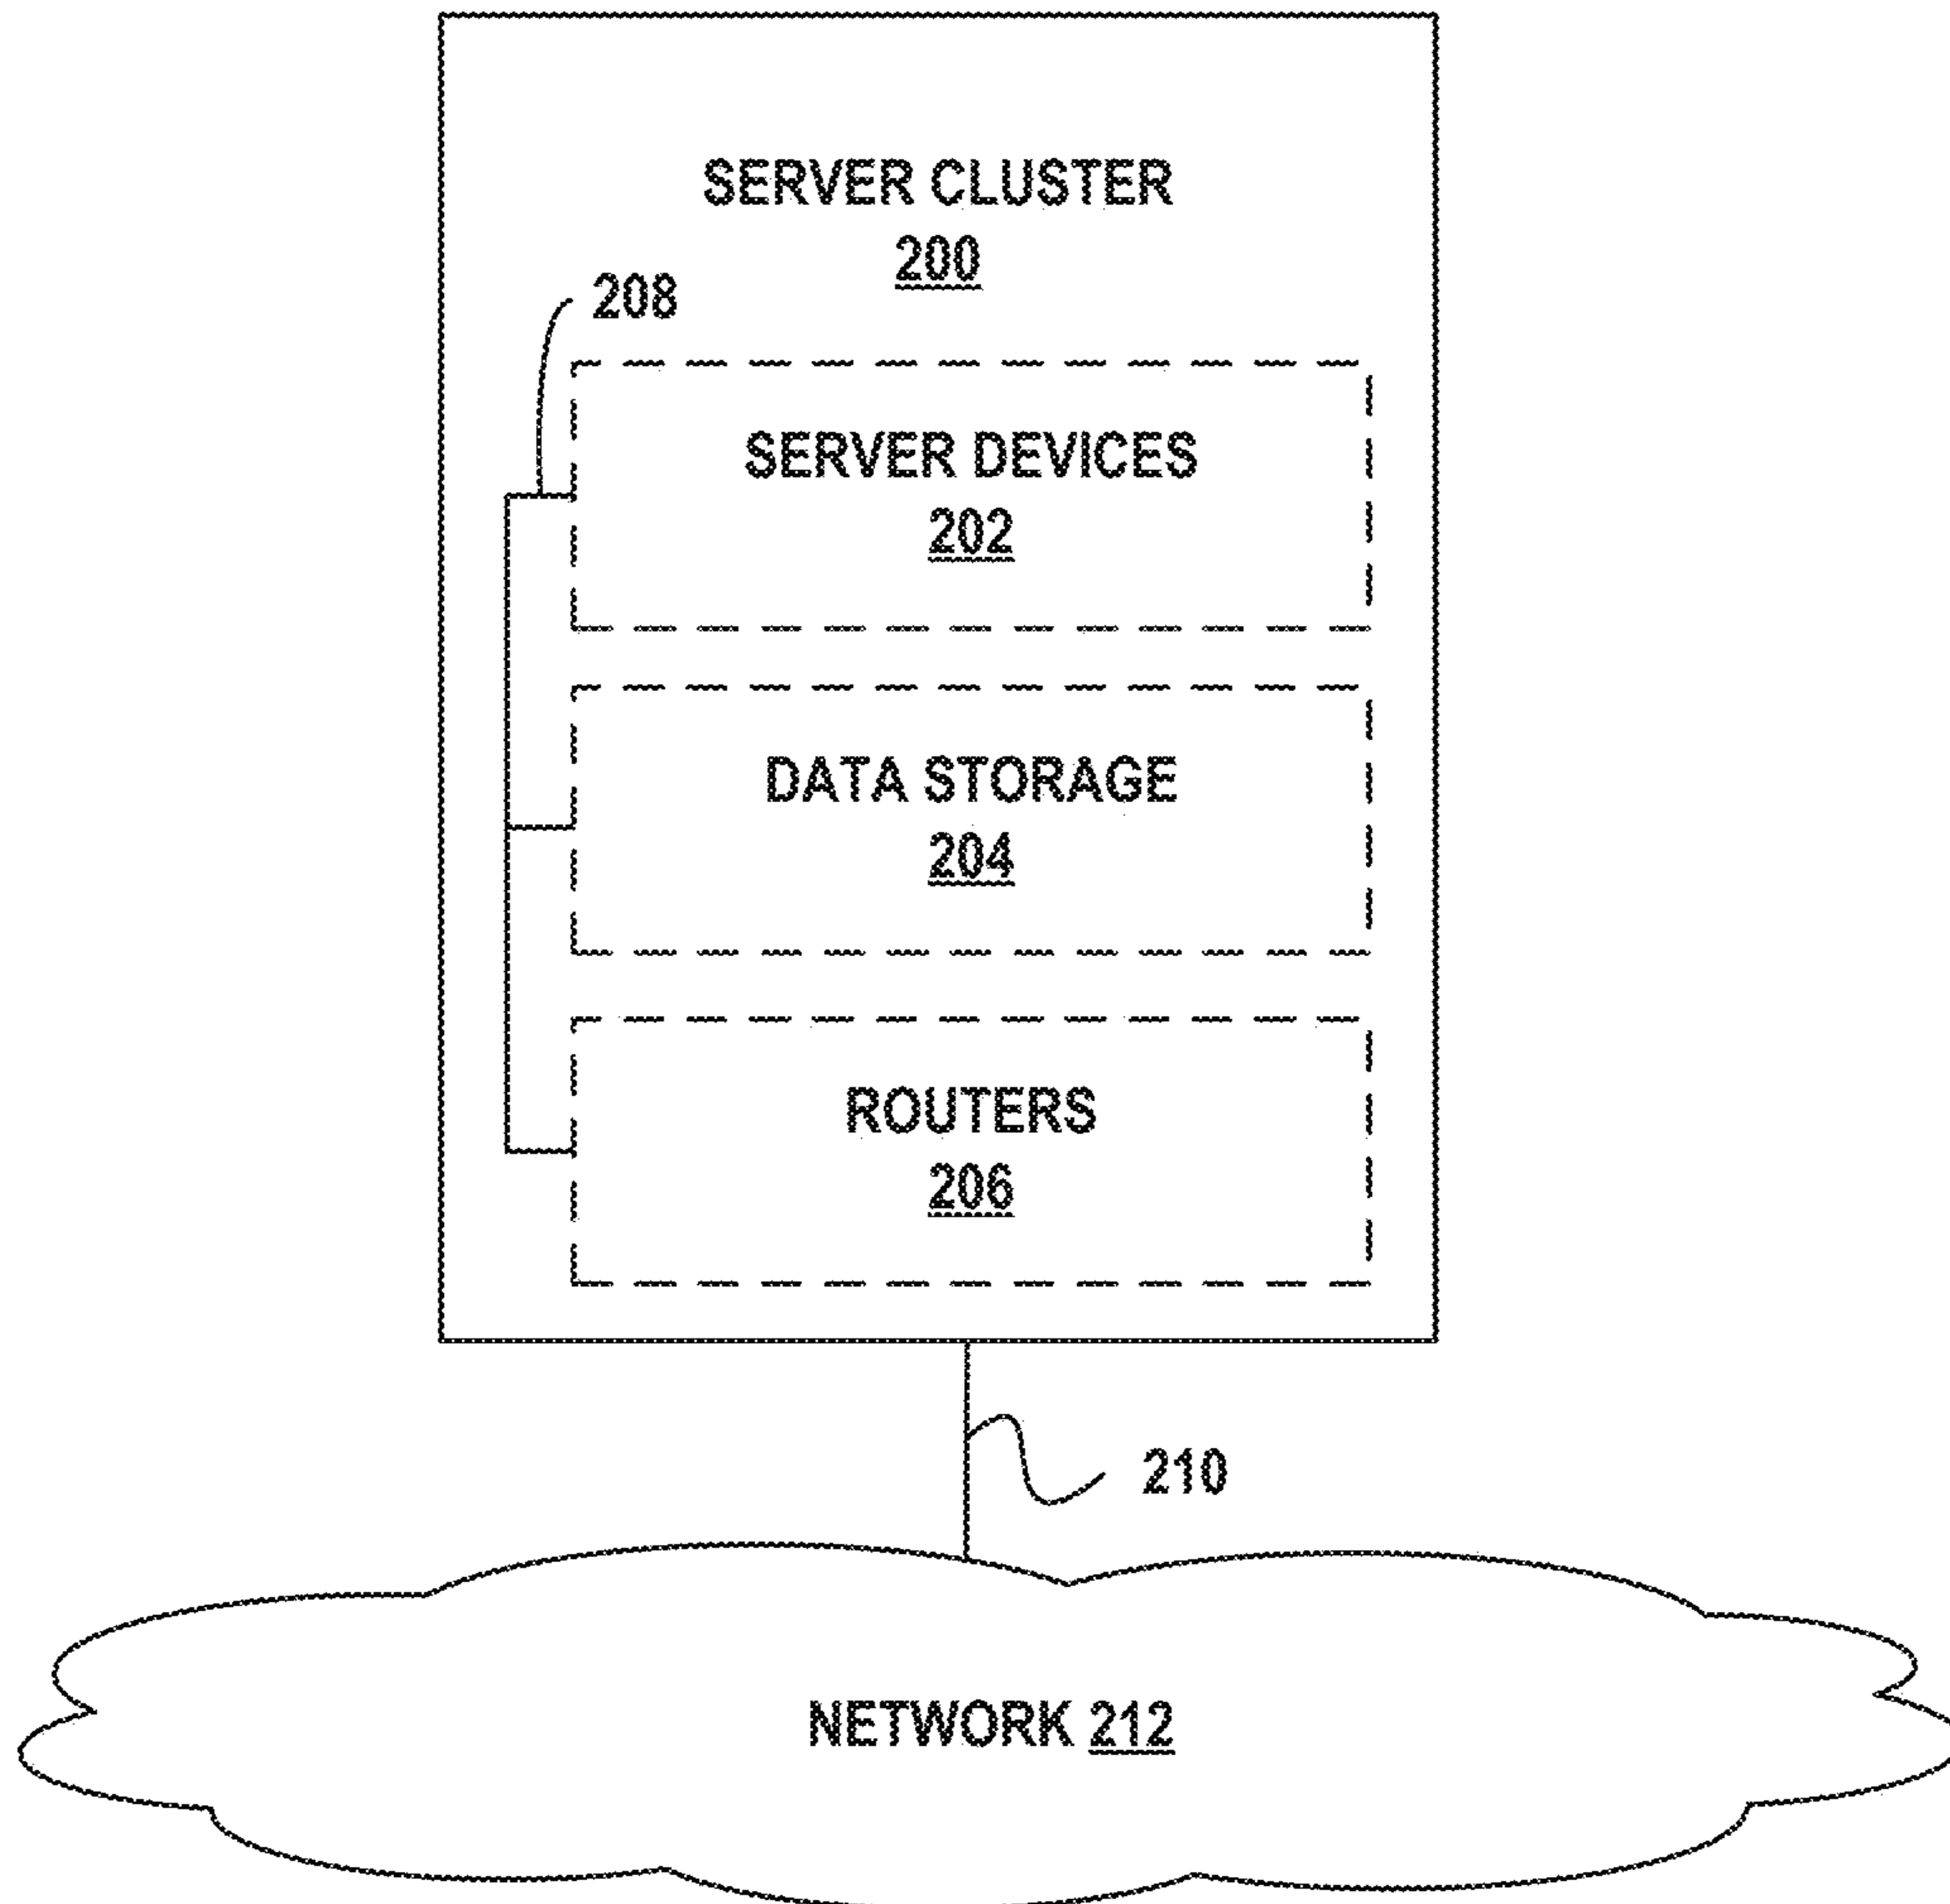 SERVER CLUSTER
200
208
SERVER DEVICES
202
DATA STORAGE
204
ROUTERS
206
210
NETWORK 212